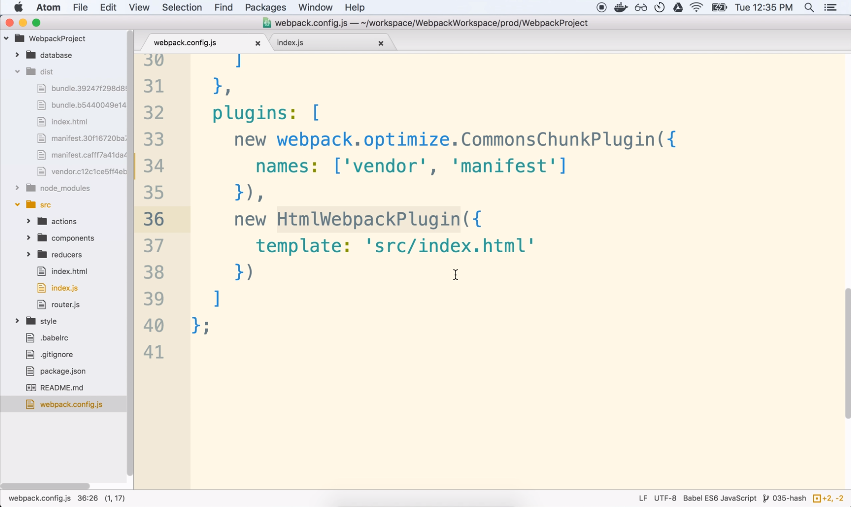 Atom File Edit View Selection Find Packages Window Help Tue 12:35 PM
webpack.config.js — ~/workspace/WebpackWorkspace/prod/WebpackProject
WebpackProject
database
dist
bundle.39247f298d8
bundle.b5440049e14
index.html
manifest.30f16720ba
manifest.cafff7a41da4
vendor.c12c1ce5ff4eb
node_modules
src
actions
components
reducers
index.html
index.js
router.js
style
.babelrc
.gitignore
package.json
README.md
webpack.config.js
webpack.config.js index.js
30 ]
31 },
32 plugins: [
33 new webpack.optimize.CommonsChunkPlugin({
34 names: ['vendor', 'manifest']
35 }),
36 new HtmlWebpackPlugin({
37 template: 'src/index.html'
38 })
39 ]
40 };
41
webpack.config.js 36:26 (1, 17) LF UTF-8 Babel ES6 JavaScript 035-hash +2, -2